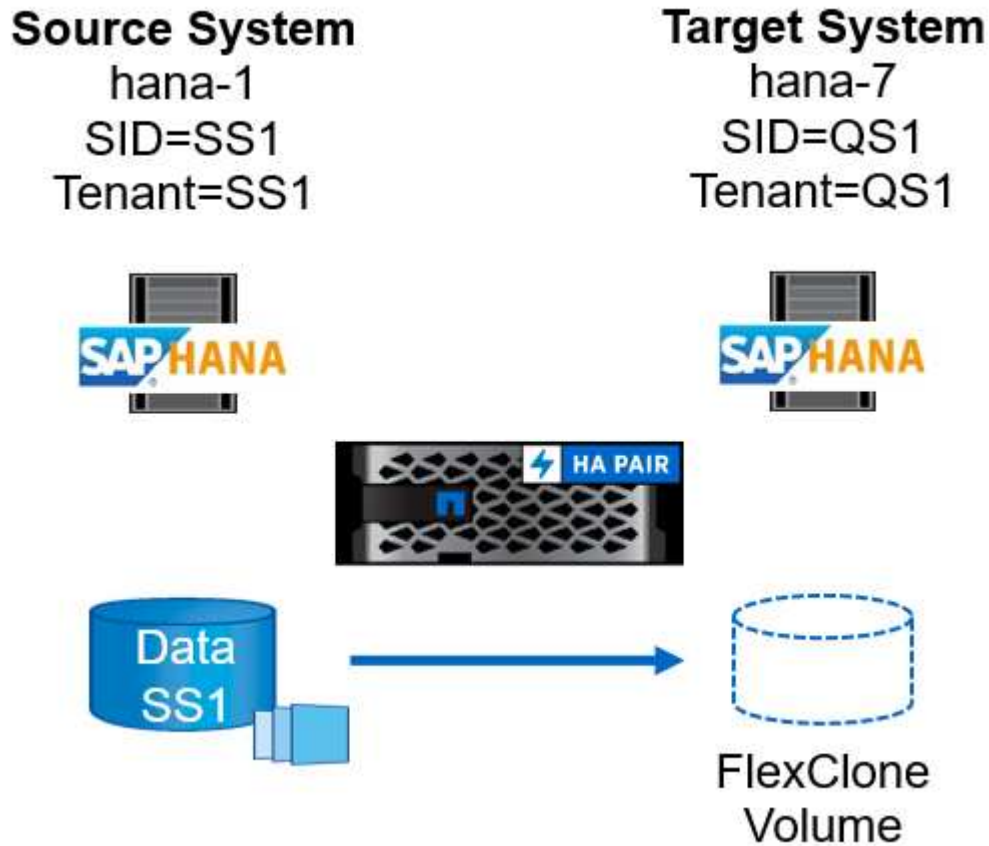 Source System
hana-1
SID=SS1
Tenant=SS1
Target System
hana-7
SID=QS1
Tenant=QS1
SAP HANA
®
SAP HANA
®
HA PAIR
Data
SS1
FlexClone
Volume